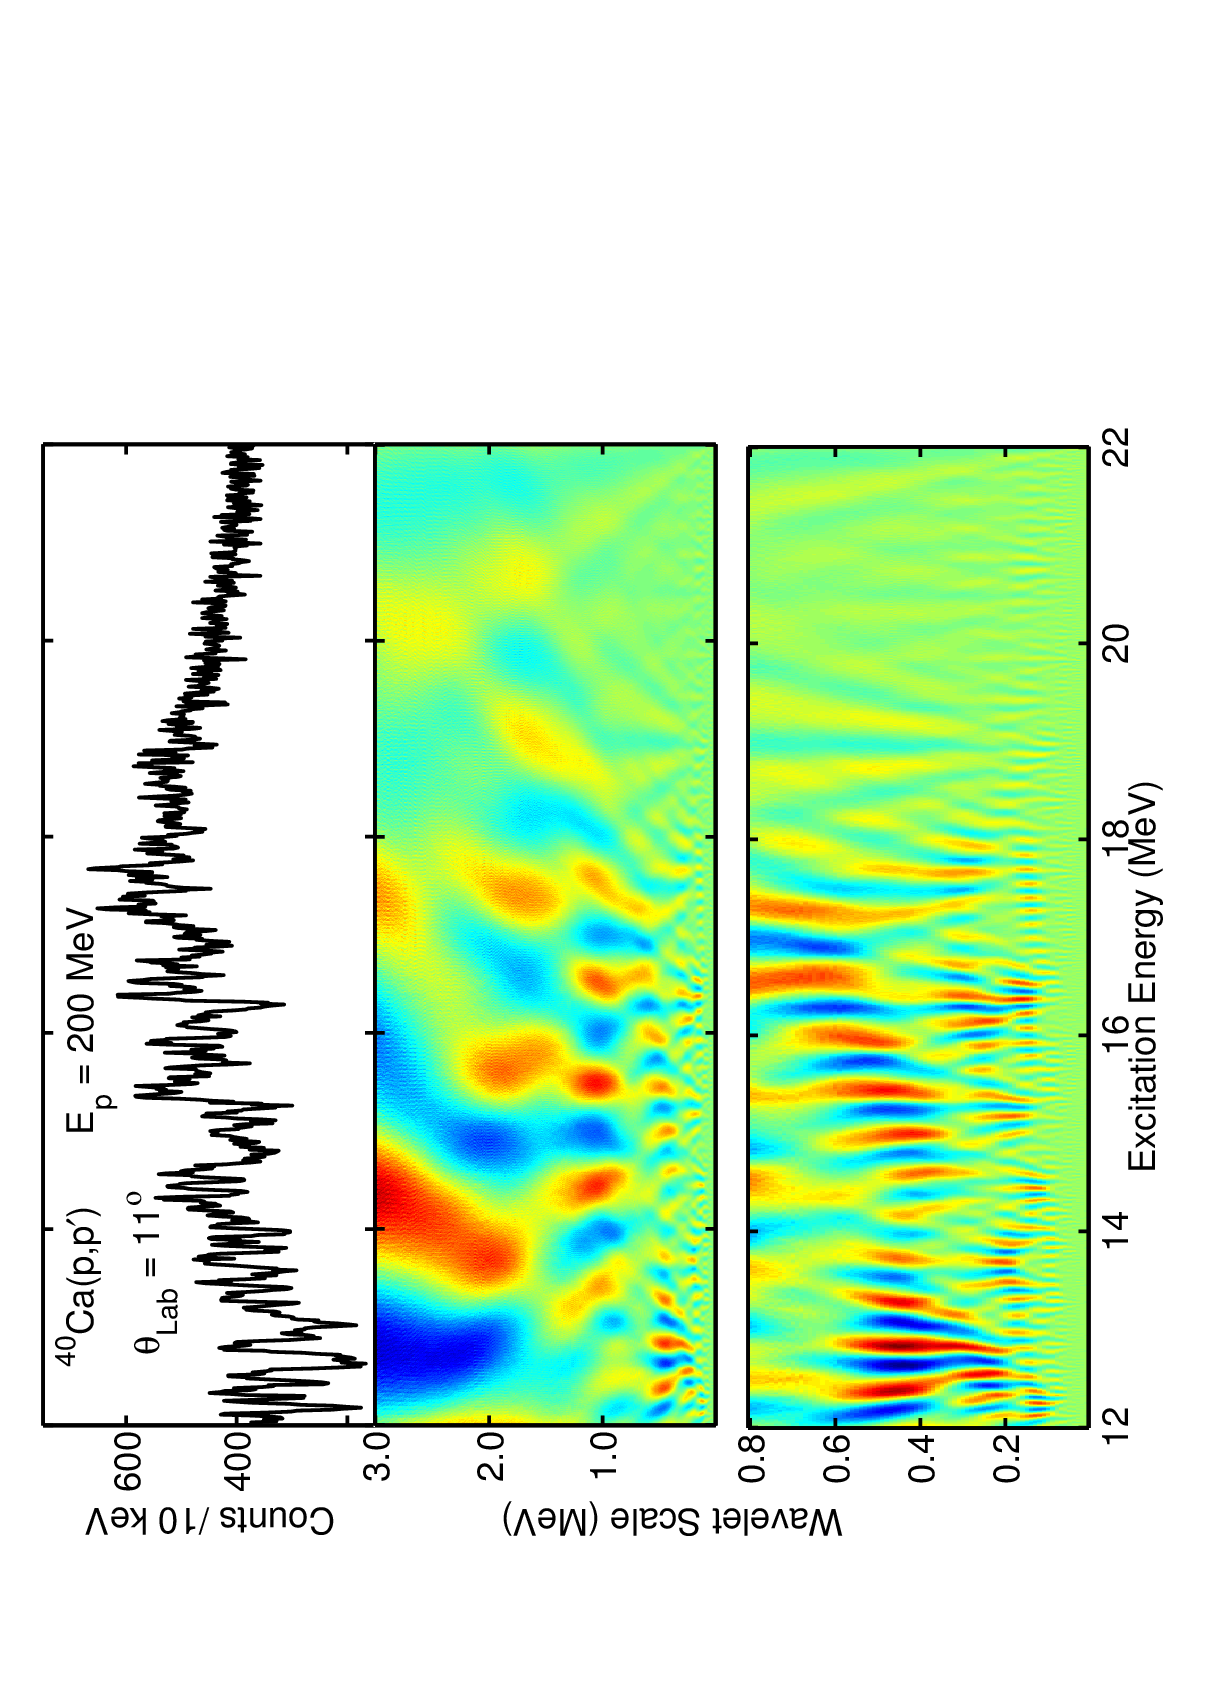 ⁴⁰Ca(p,p′) E_p = 200 MeV
θ_Lab = 11°
Counts / 10 keV
600
400
Wavelet Scale (MeV)
3.0
2.0
1.0
0.8
0.6
0.4
0.2
12 14 16 18 20 22
Excitation Energy (MeV)